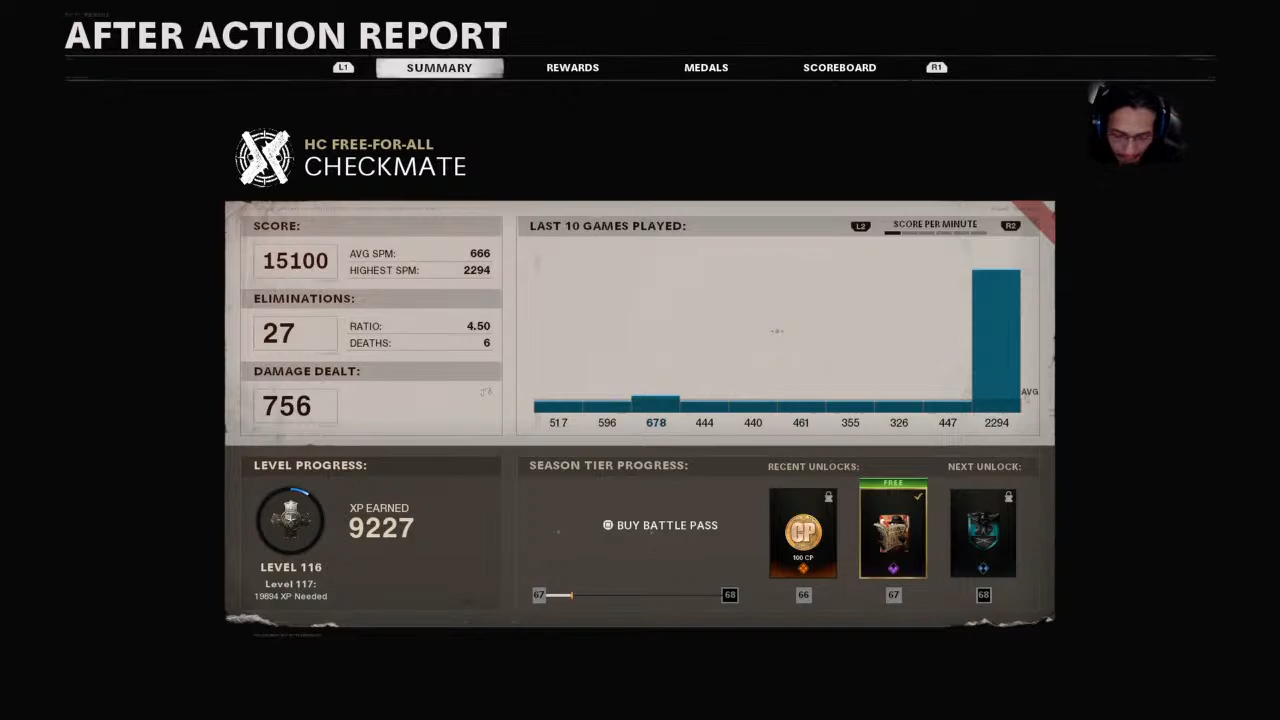 AFTER ACTION REPORT
L1 SUMMARY REWARDS MEDALS SCOREBOARD R1
HC FREE-FOR-ALL
CHECKMATE
SCORE:
15100
AVG SPM: 666
HIGHEST SPM: 2294
ELIMINATIONS:
27
RATIO: 4.50
DEATHS: 6
DAMAGE DEALT:
756
LAST 10 GAMES PLAYED: L2 SCORE PER MINUTE R2
AVG
517 596 678 444 440 461 355 326 447 2294
LEVEL PROGRESS:
XP EARNED
9227
LEVEL 116
Level 117:
19894 XP Needed
SEASON TIER PROGRESS: RECENT UNLOCKS: NEXT UNLOCK:
FREE
BUY BATTLE PASS
CP
100 CP
67 68 66 67 68